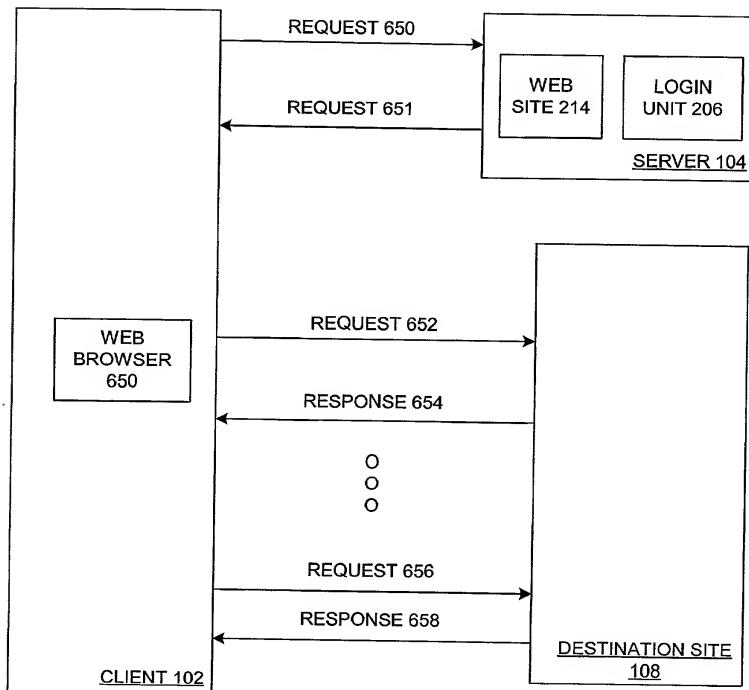 REQUEST 650
WEB
SITE 214
LOGIN
UNIT 206
REQUEST 651
SERVER 104
WEB
BROWSER
650
REQUEST 652
RESPONSE 654
O
O
O
REQUEST 656
RESPONSE 658
DESTINATION SITE
108
CLIENT 102